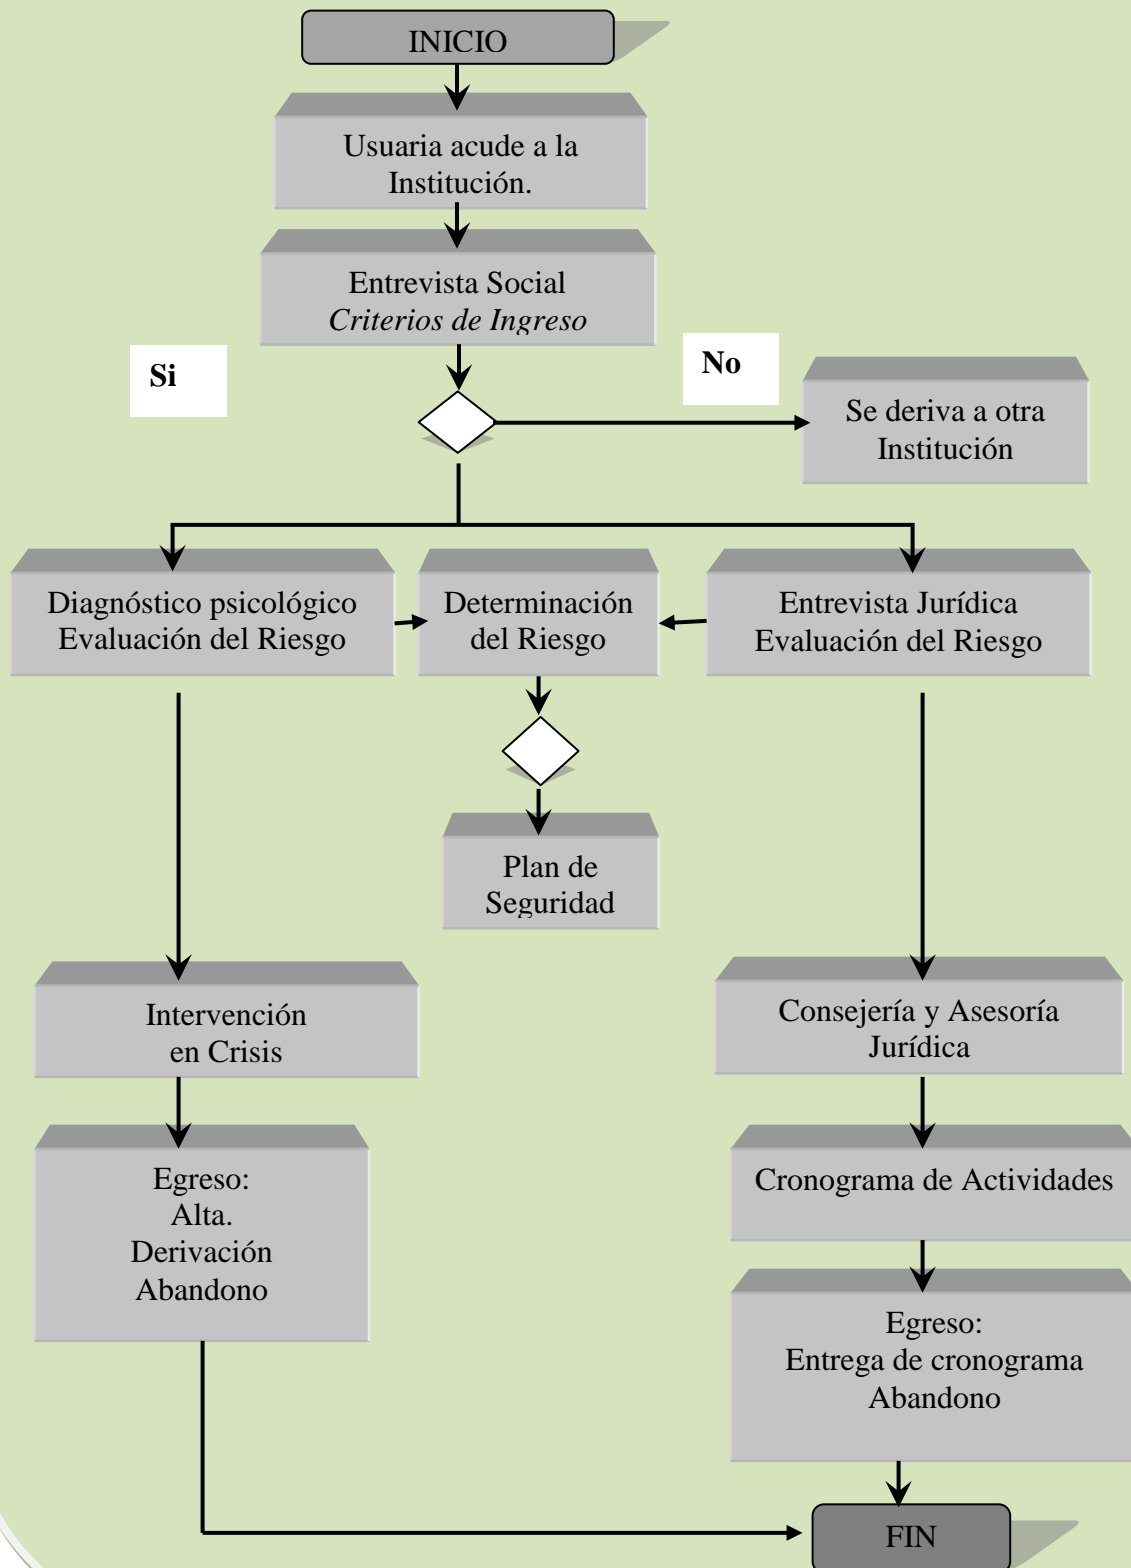 INICIO
Usuaria acude a la
Institución.
Entrevista Social
Criterios de Ingreso
Si
No
Se deriva a otra
Institución
Diagnóstico psicológico
Evaluación del Riesgo
Determinación
del Riesgo
Entrevista Jurídica
Evaluación del Riesgo
Plan de
Seguridad
Intervención
en Crisis
Consejería y Asesoría
Jurídica
Egreso:
Alta.
Derivación
Abandono
Cronograma de Actividades
Egreso:
Entrega de cronograma
Abandono
FIN